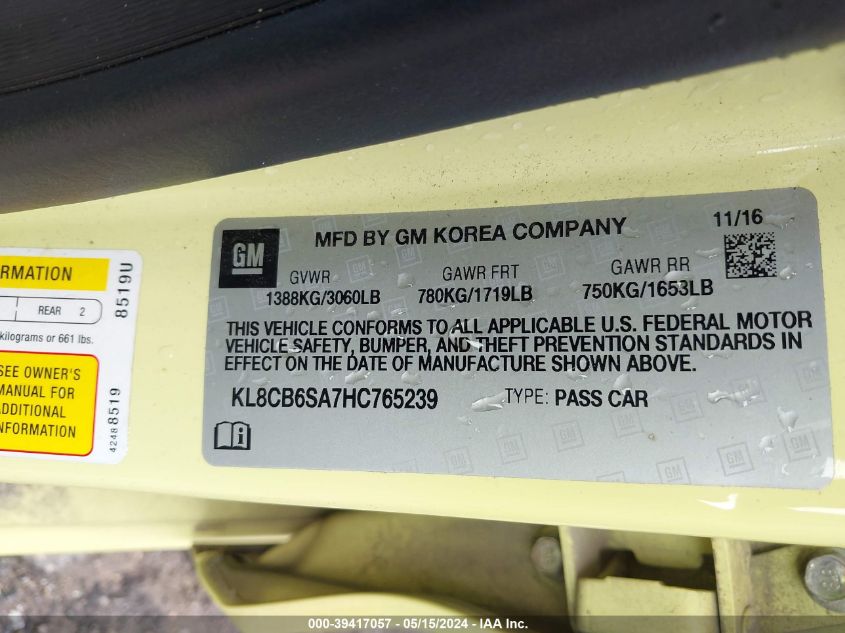 GM
MFD BY GM KOREA COMPANY
11/16
GVWR
GAWR FRT
GAWR RR
1388KG/3060LB
780KG/1719LB
750KG/1653LB
THIS VEHICLE CONFORMS TO ALL APPLICABLE U.S. FEDERAL MOTOR
VEHICLE SAFETY, BUMPER, AND THEFT PREVENTION STANDARDS IN
EFFECT ON THE DATE OF MANUFACTURE SHOWN ABOVE.
KL8CB6SA7HC765239
TYPE: PASS CAR
RMATION
REAR 2
kilograms or 661 lbs.
SEE OWNER'S
MANUAL FOR
ADDITIONAL
INFORMATION
8519U
42488519
000-39417057 - 05/15/2024 - IAAI Inc.